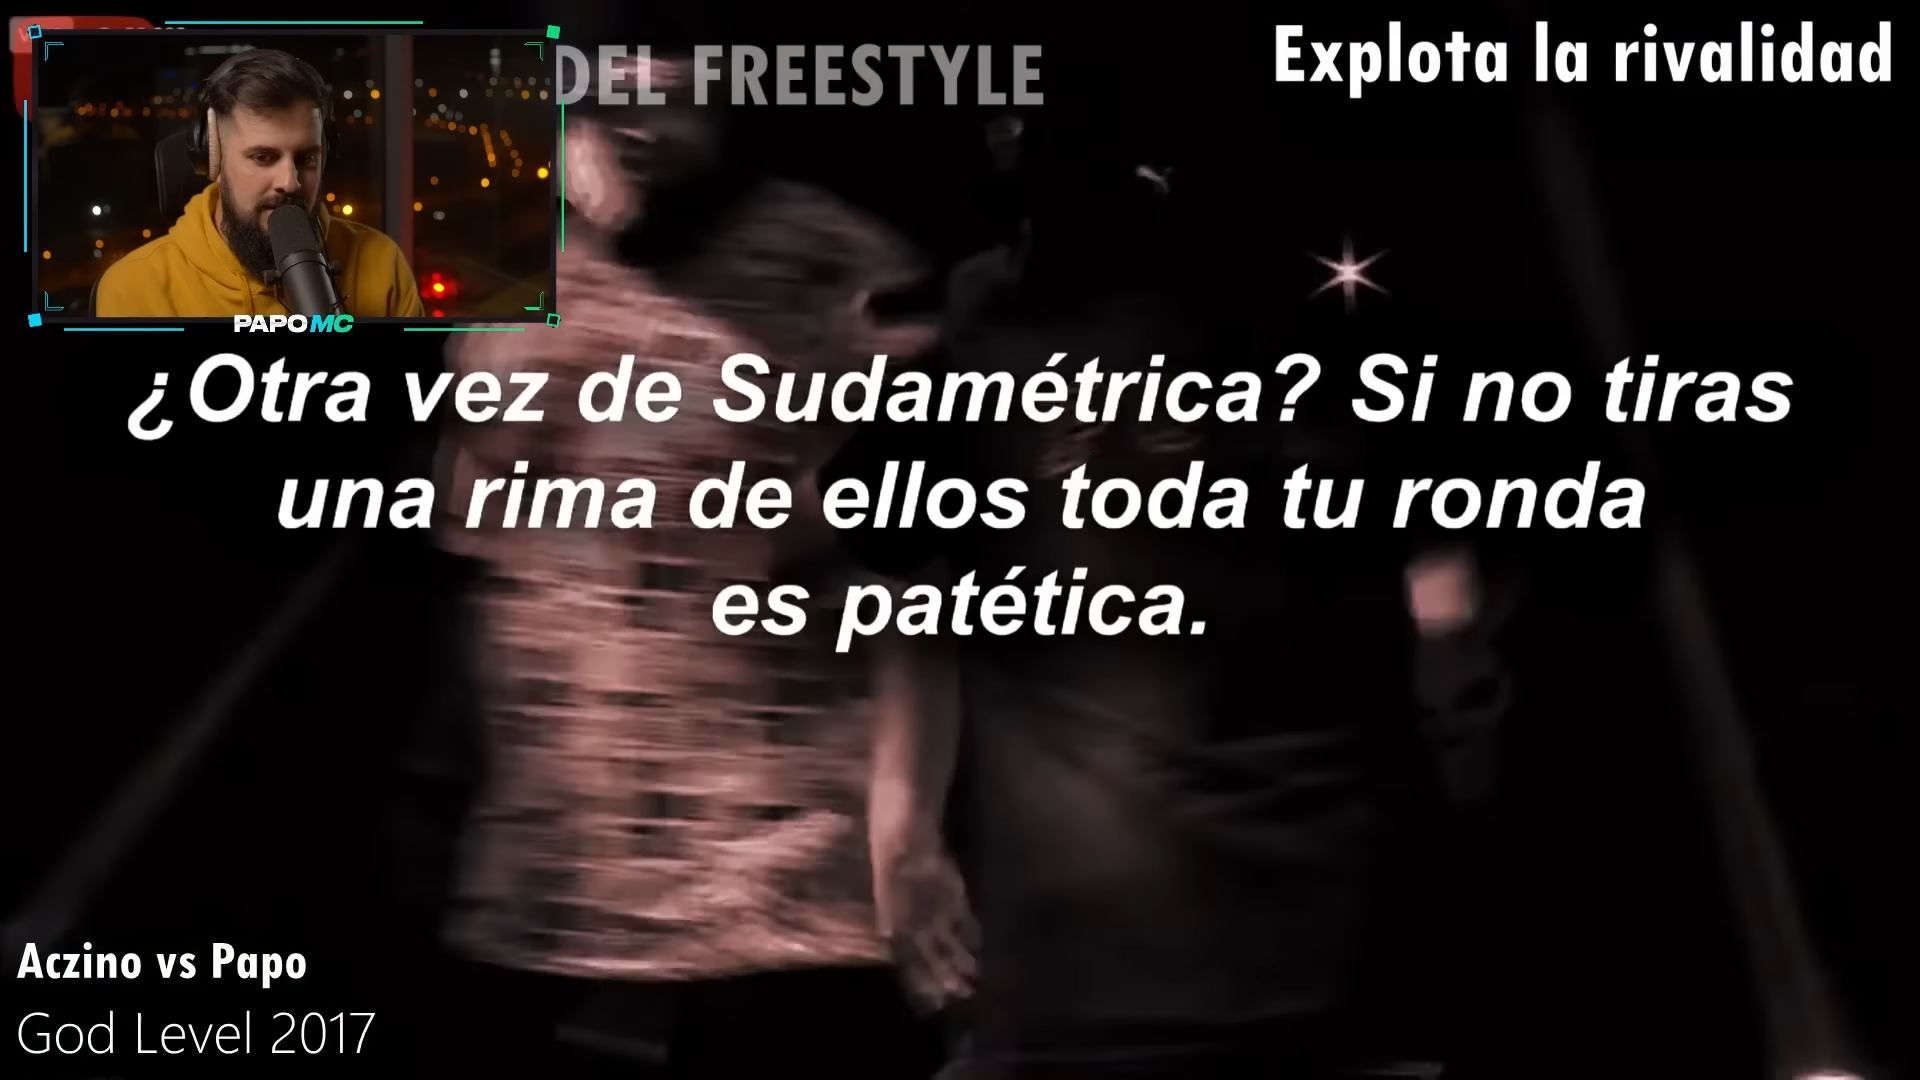 DEL FREESTYLE
Explota la rivalidad
PAPO MC
¿Otra vez de Sudamétrica? Si no tiras
una rima de ellos toda tu ronda
es patética.
Aczino vs Papo
God Level 2017